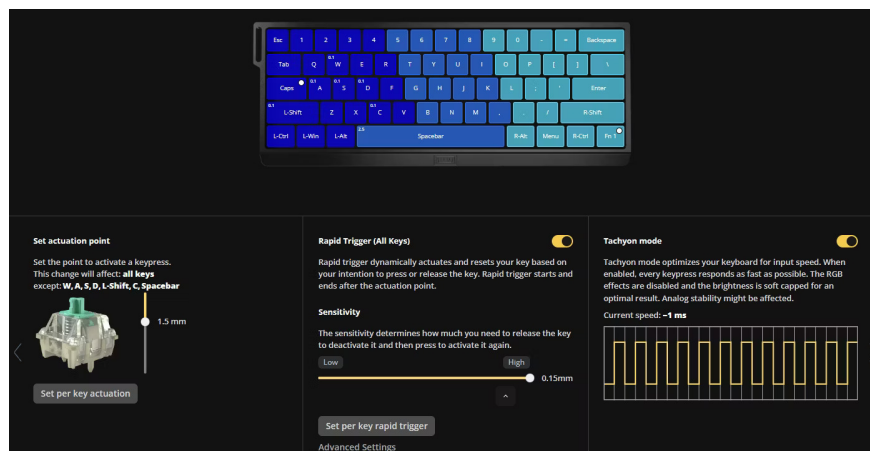 Esc 1 2 3 4 5 6 7 8 9 0 - = Backspace
Tab Q 0.1 W E R T Y U I O P [ ] \
Caps 0.1 A 0.1 S 0.1 D F G H J K L ; ' Enter
0.1 L-Shift Z X 0.1 C V B N M , . / R-Shift
L-Ctrl L-Win L-Alt 2.5 Spacebar R-Alt Menu R-Ctrl Fn 1
Set actuation point
Set the point to activate a keypress.
This change will affect: all keys
except: W, A, S, D, L-Shift, C, Spacebar
1.5 mm
Set per key actuation
Rapid Trigger (All Keys)
Rapid trigger dynamically actuates and resets your key based on
your intention to press or release the key. Rapid trigger starts and
ends after the actuation point.
Sensitivity
The sensitivity determines how much you need to release the key
to deactivate it and then press to activate it again.
Low High
0.15mm
Set per key rapid trigger
Advanced Settings
Tachyon mode
Tachyon mode optimizes your keyboard for input speed. When
enabled, every keypress responds as fast as possible. The RGB
effects are disabled and the brightness is soft capped for an
optimal result. Analog stability might be affected.
Current speed: ~1 ms